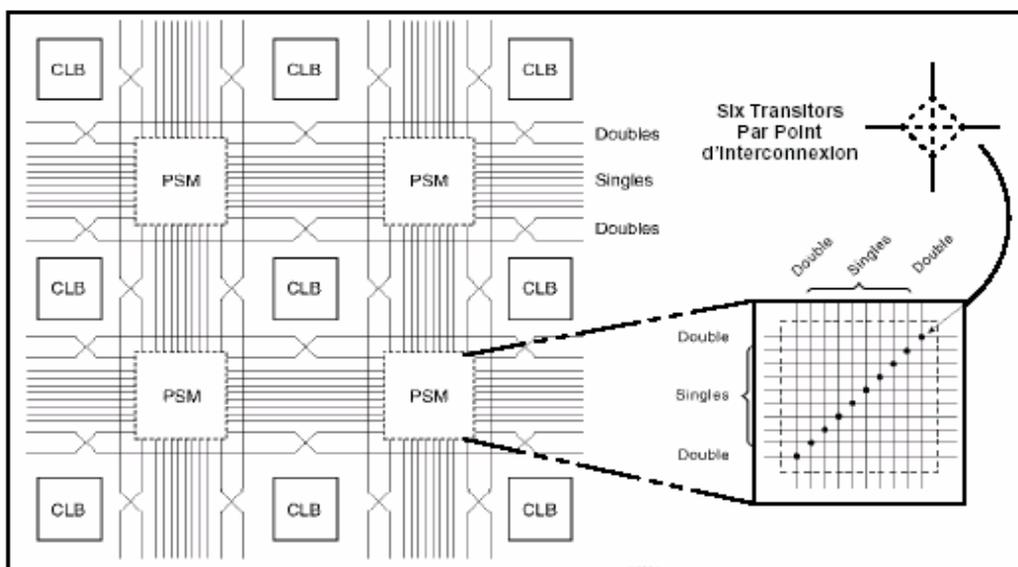 CLB
CLB
CLB
Doubles
PSM
PSM
Singles
Doubles
CLB
CLB
CLB
PSM
PSM
CLB
CLB
CLB
Six Transitors
Par Point
d'Interconnexion
Double
Singles
Double
Double
Singles
Double